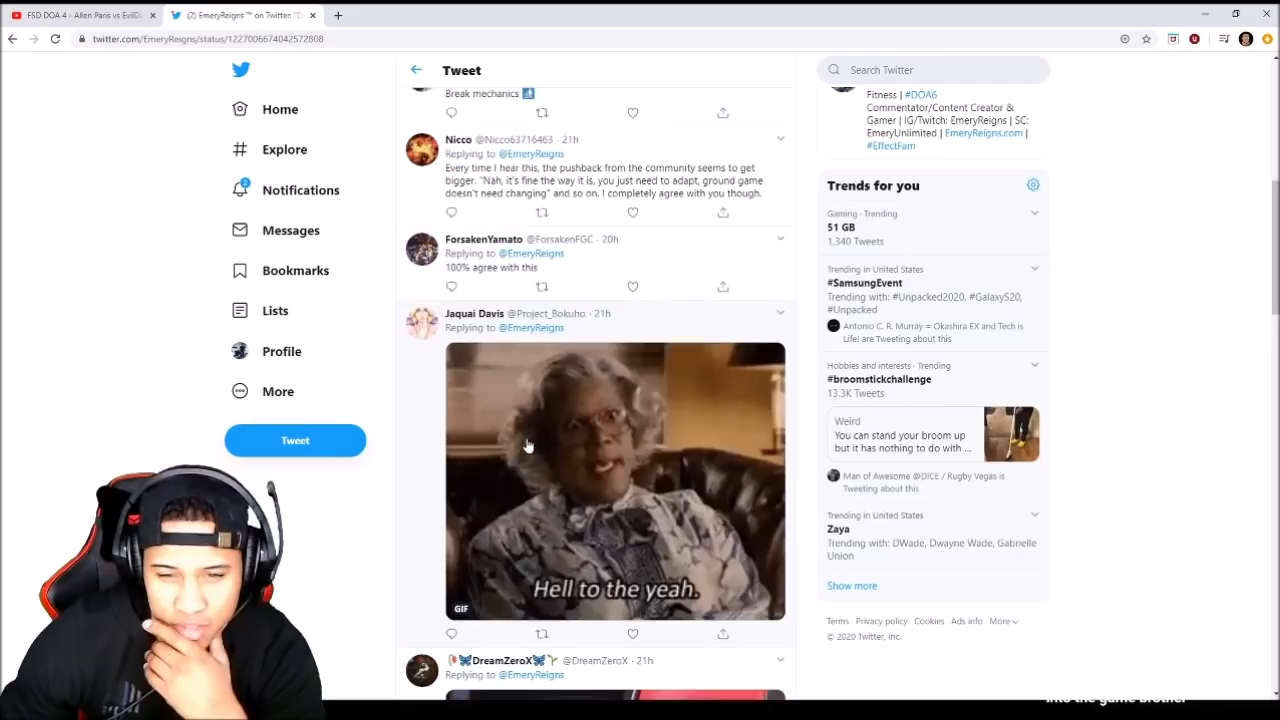 FSD DOA 4 - Allen Paris vs EvilDi
(2) EmeryReigns ™ on Twitter: "D
twitter.com/EmeryReigns/status/1227006674042572808
Home
Explore
2
Notifications
Messages
Bookmarks
Lists
Profile
More
Tweet
Tweet
Break mechanics
Nicco @Nicco63716463 · 21h
Replying to @EmeryReigns
Every time I hear this, the pushback from the community seems to get
bigger. "Nah, it's fine the way it is, you just need to adapt, ground game
doesn't need changing" and so on. I completely agree with you though.
ForsakenYamato @ForsakenFGC · 20h
Replying to @EmeryReigns
100% agree with this
Jaquai Davis @Project_Bokuho · 21h
Replying to @EmeryReigns
Hell to the yeah.
GIF
DreamZeroX @DreamZeroX · 21h
Replying to @EmeryReigns
Search Twitter
Fitness | #DOA6
Commentator/Content Creator &
Gamer | IG/Twitch: EmeryReigns | SC:
EmeryUnlimited | EmeryReigns.com |
#EffectFam
Trends for you
Gaming · Trending
51 GB
1,340 Tweets
Trending in United States
#SamsungEvent
Trending with: #Unpacked2020, #GalaxyS20,
#Unpacked
Antonio C. R. Murray = Okashira EX and Tech is
Life! are Tweeting about this
Hobbies and interests · Trending
#broomstickchallenge
13.3K Tweets
Weird
You can stand your broom up
but it has nothing to do with ...
Man of Awesome @DICE / Rugby Vegas is
Tweeting about this
Trending in United States
Zaya
Trending with: DWade, Dwayne Wade, Gabrielle
Union
Show more
Terms Privacy policy Cookies Ads info More
© 2020 Twitter, Inc.
into the game brother